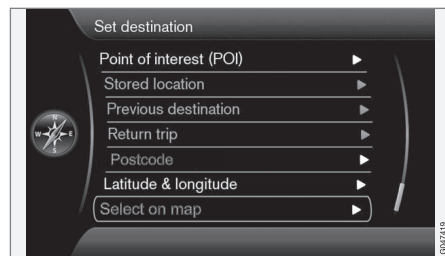 Set destination
Point of interest (POI)
Stored location
Previous destination
Return trip
Postcode
Latitude & longitude
Select on map
N
W
E
S
G047419